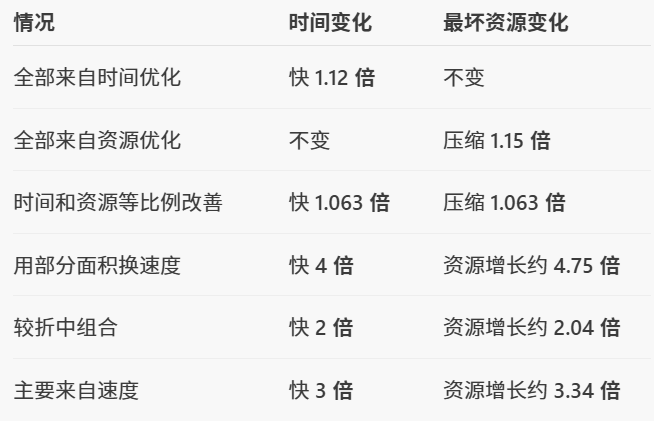 情况 时间变化 最坏资源变化
全部来自时间优化 快 1.12 倍 不变
全部来自资源优化 不变 压缩 1.15 倍
时间和资源等比例改善 快 1.063 倍 压缩 1.063 倍
用部分面积换速度 快 4 倍 资源增长约 4.75 倍
较折中组合 快 2 倍 资源增长约 2.04 倍
主要来自速度 快 3 倍 资源增长约 3.34 倍